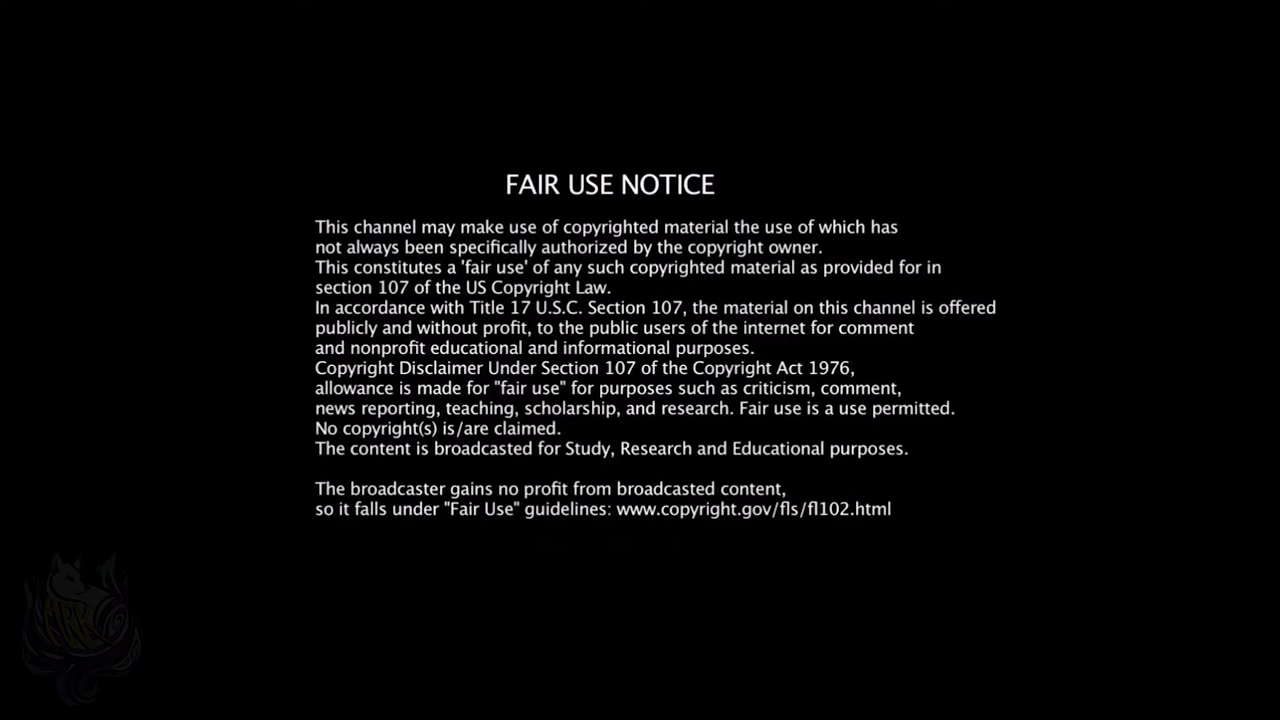 FAIR USE NOTICE
This channel may make use of copyrighted material the use of which has
not always been specifically authorized by the copyright owner.
This constitutes a 'fair use' of any such copyrighted material as provided for in
section 107 of the US Copyright Law.
In accordance with Title 17 U.S.C. Section 107, the material on this channel is offered
publicly and without profit, to the public users of the internet for comment
and nonprofit educational and informational purposes.
Copyright Disclaimer Under Section 107 of the Copyright Act 1976,
allowance is made for "fair use" for purposes such as criticism, comment,
news reporting, teaching, scholarship, and research. Fair use is a use permitted.
No copyright(s) is/are claimed.
The content is broadcasted for Study, Research and Educational purposes.
The broadcaster gains no profit from broadcasted content,
so it falls under "Fair Use" guidelines: www.copyright.gov/fls/fl102.html